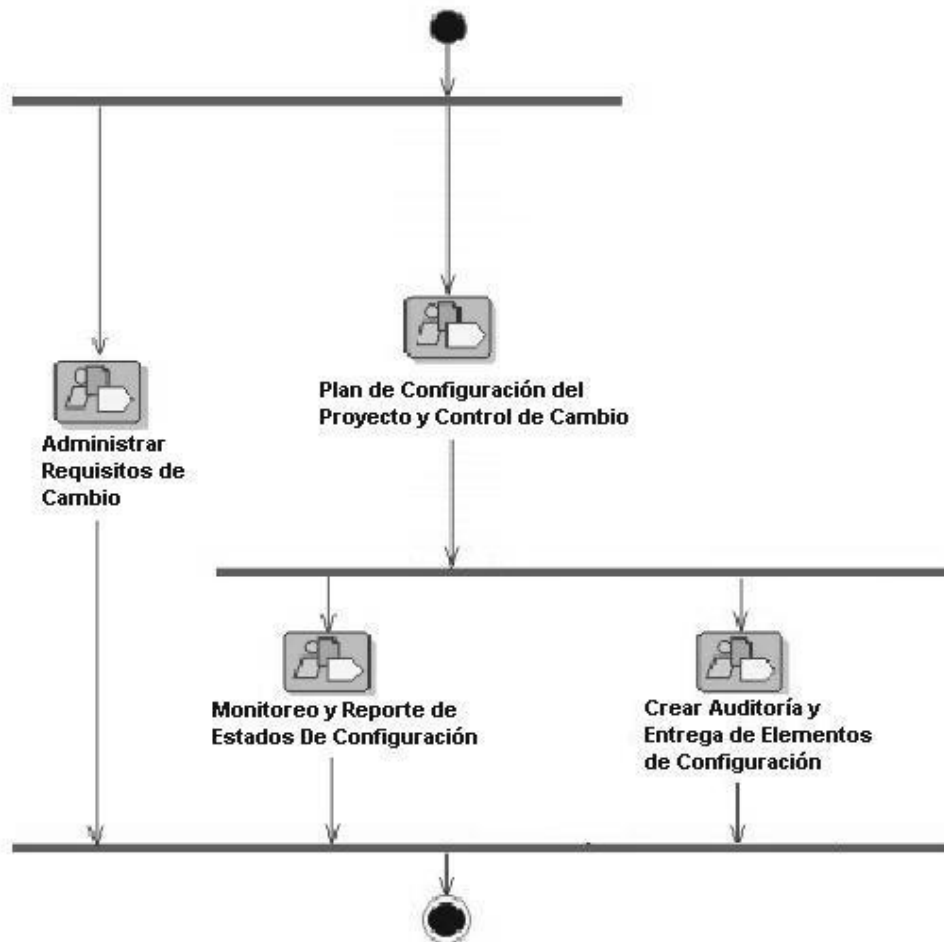 Plan de Configuración del
Proyecto y Control de Cambio
Administrar
Requisitos de
Cambio
Monitoreo y Reporte de
Estados De Configuración
Crear Auditoría y
Entrega de Elementos
de Configuración